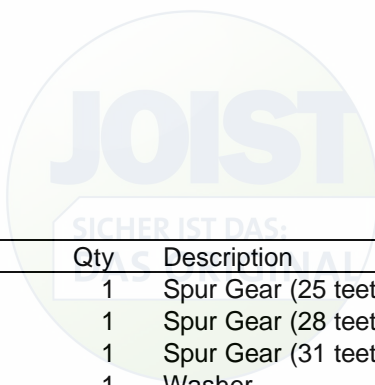 JOIST
SICHER IST DAS:
DAS ORIGINAL
Qty Description
1 Spur Gear (25 teet
1 Spur Gear (28 teet
1 Spur Gear (31 teet
1 Washer